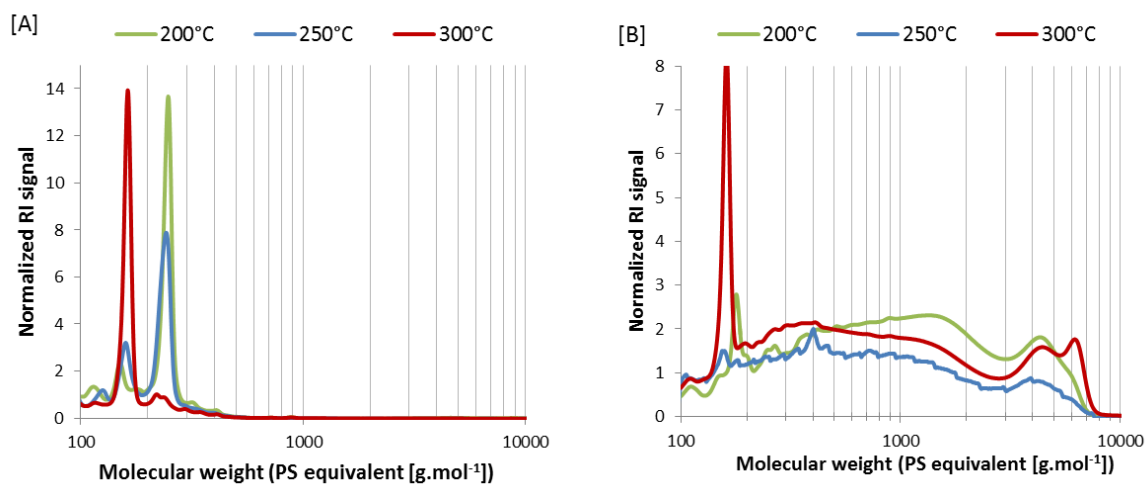 [A]
200°C 250°C 300°C
14
12
10
8
6
4
2
0
100 1000 10000
Normalized RI signal
Molecular weight (PS equivalent [g.mol⁻¹])
[B]
200°C 250°C 300°C
8
7
6
5
4
3
2
1
0
100 1000 10000
Normalized RI signal
Molecular weight (PS equivalent [g.mol⁻¹])